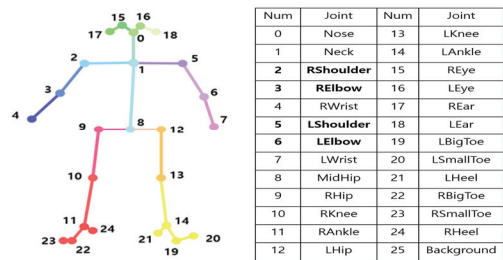 15 16
17 0 18
2 1 5
3 6
4 7
9 8 12
10 13
11 24 14
23 22 21 19 20
Num Joint Num Joint
0 Nose 13 LKnee
1 Neck 14 LAnkle
2 RShoulder 15 REye
3 RElbow 16 LEye
4 RWrist 17 REar
5 LShoulder 18 LEar
6 LElbow 19 LBigToe
7 LWrist 20 LSmallToe
8 MidHip 21 LHeel
9 RHip 22 RBigToe
10 RKnee 23 RSmallToe
11 RAnkle 24 RHeel
12 LHip 25 Background